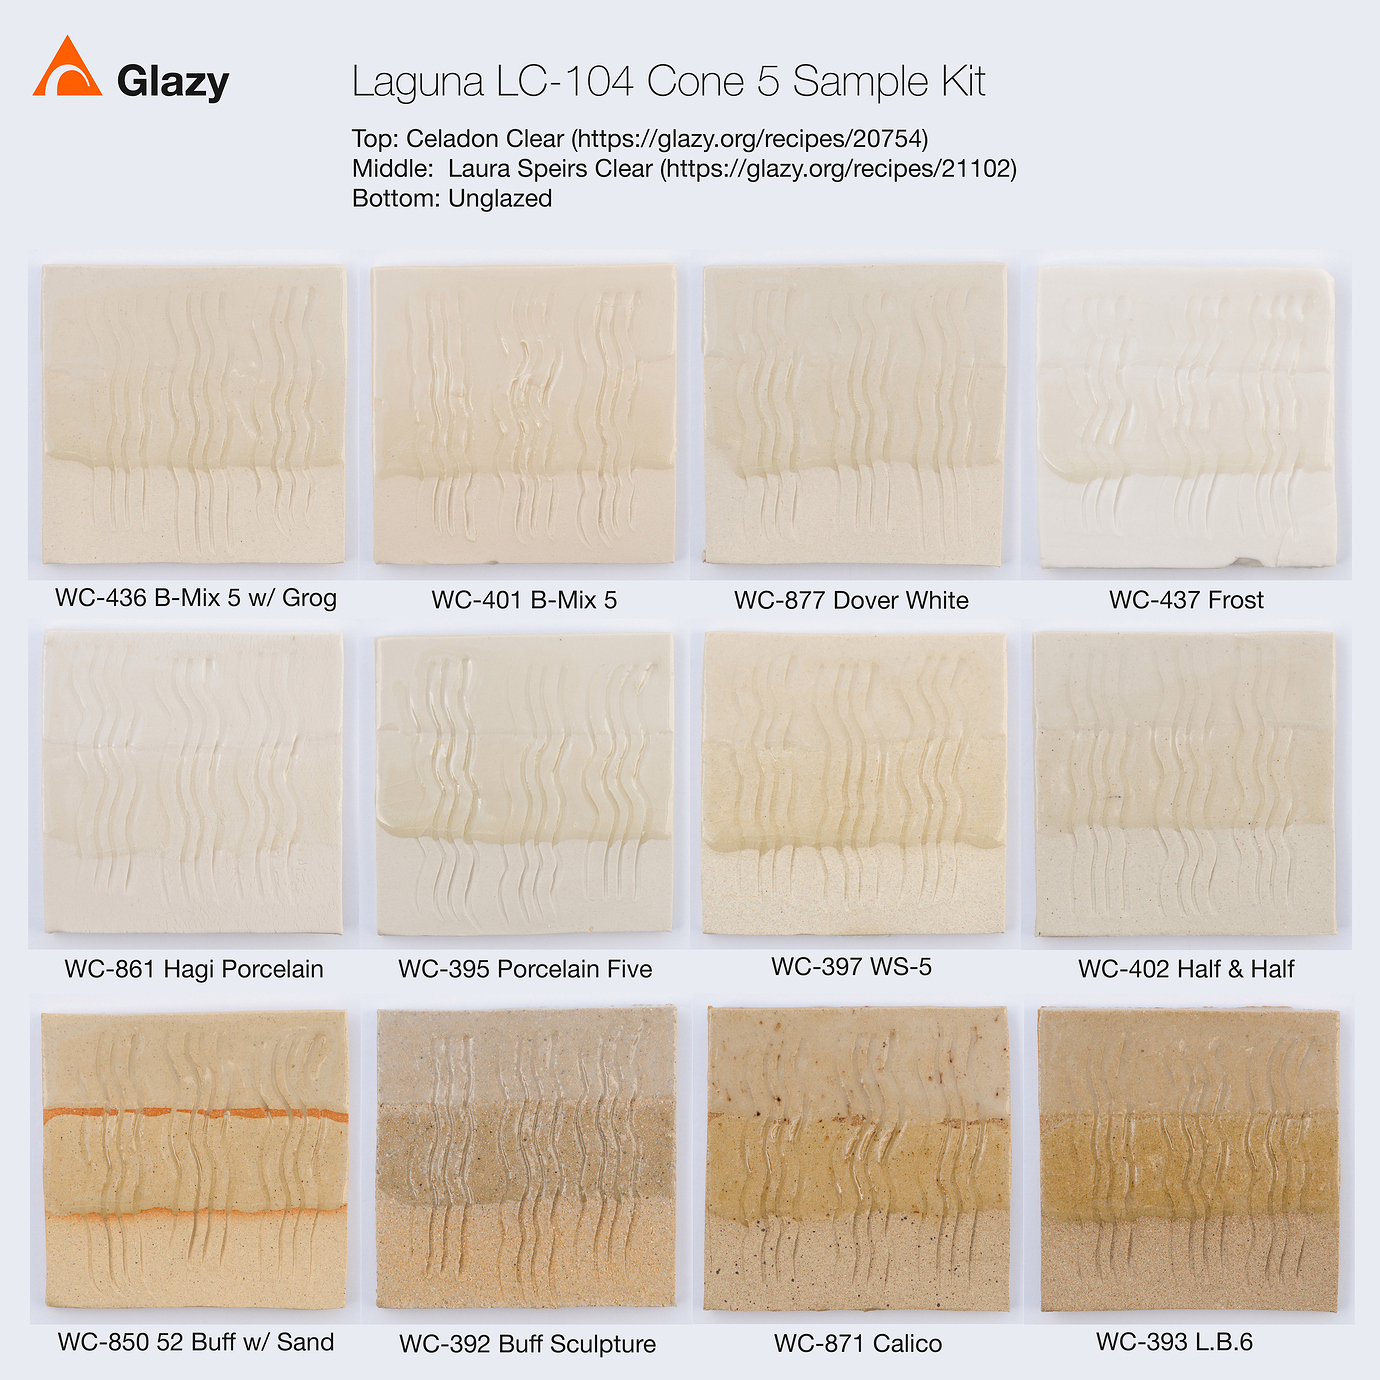 Glazy
Laguna LC-104 Cone 5 Sample Kit
Top: Celadon Clear (https://glazy.org/recipes/20754)
Middle:  Laura Speirs Clear (https://glazy.org/recipes/21102)
Bottom: Unglazed
WC-436 B-Mix 5 w/ Grog
WC-401 B-Mix 5
WC-877 Dover White
WC-437 Frost
WC-861 Hagi Porcelain
WC-395 Porcelain Five
WC-397 WS-5
WC-402 Half & Half
WC-850 52 Buff w/ Sand
WC-392 Buff Sculpture
WC-871 Calico
WC-393 L.B.6